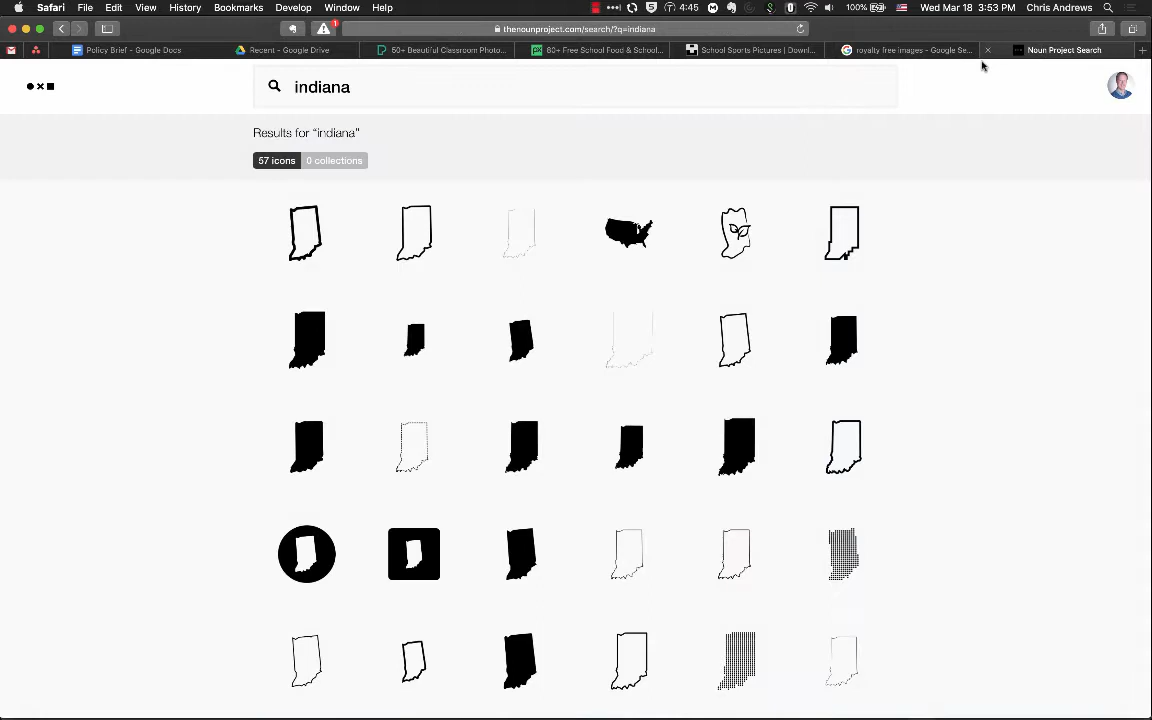 Safari File Edit View History Bookmarks Develop Window Help 4:45 100% Wed Mar 18 3:53 PM Chris Andrews
1 thenounproject.com/search/?q=indiana
Policy Brief - Google Docs Recent - Google Drive 50+ Beautiful Classroom Photo... 80+ Free School Food & School... School Sports Pictures | Downl... royalty free images - Google Se... Noun Project Search
indiana
Results for “indiana”
57 icons 0 collections